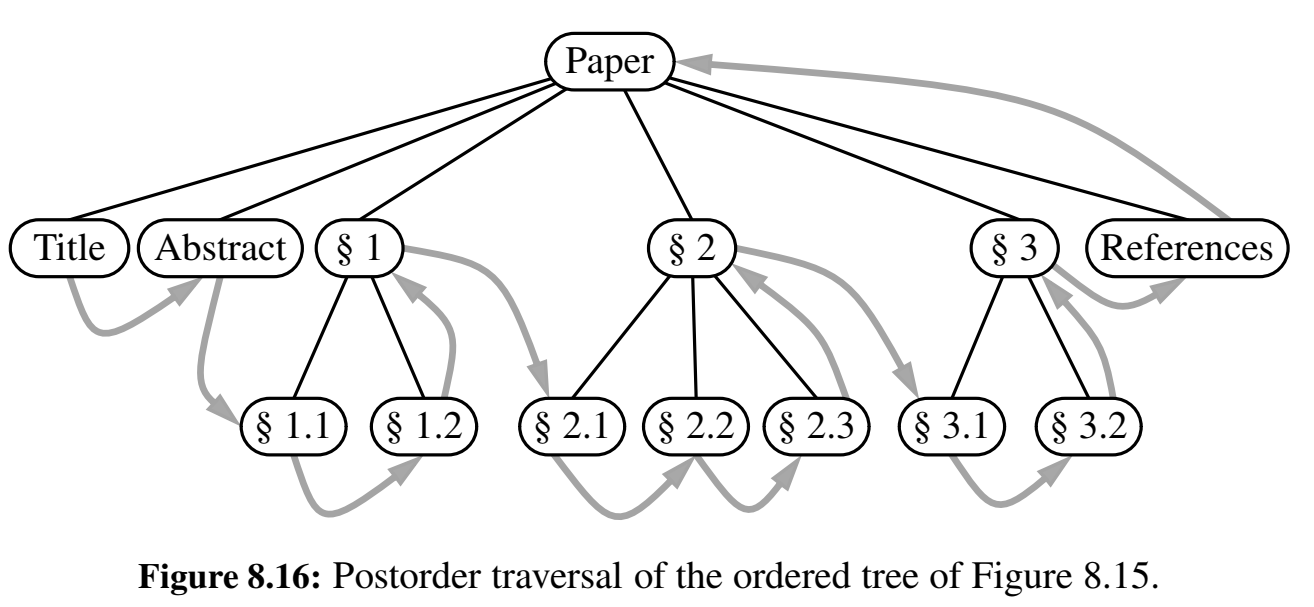 Paper
Title Abstract § 1 § 2 § 3 References
§ 1.1 § 1.2 § 2.1 § 2.2 § 2.3 § 3.1 § 3.2
Figure 8.16: Postorder traversal of the ordered tree of Figure 8.15.